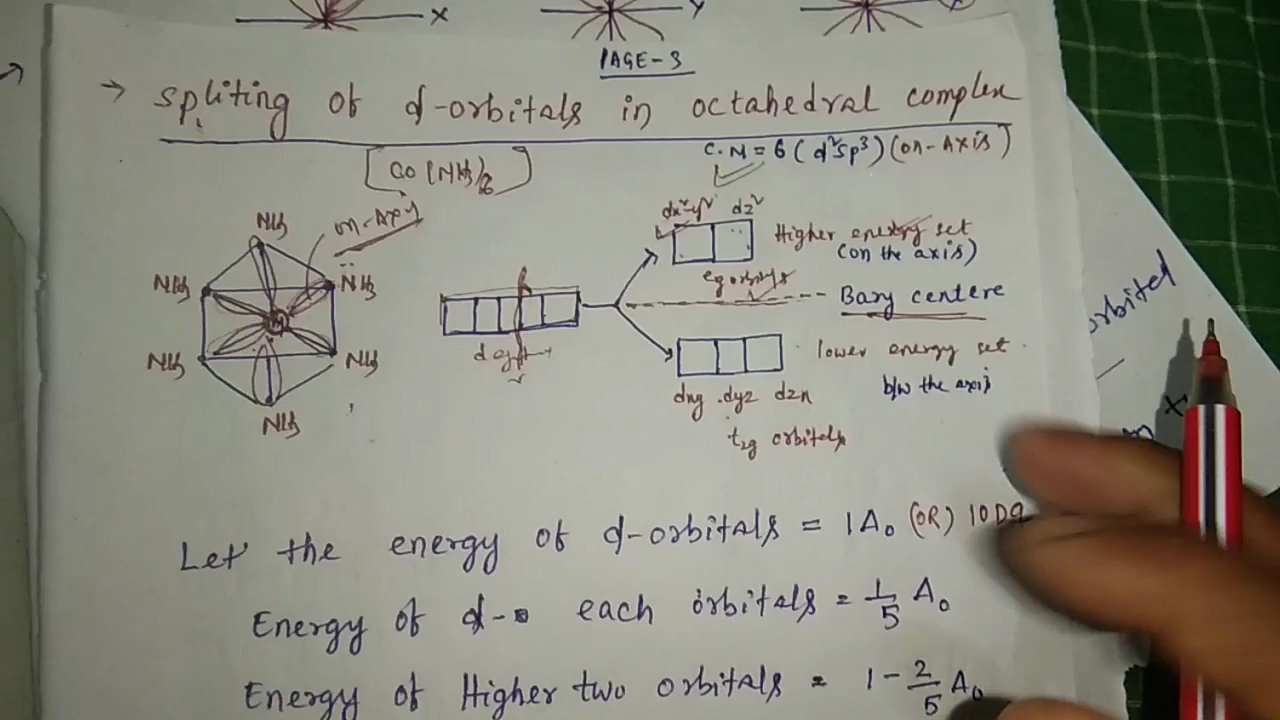 X
Y
PAGE-3
→ spliting of d-orbitals in octahedral complex
C.N = 6 (d²sp³) (on-Axis)
[Co(NH₃)₆]
on-Axis
NH₃
NH₃
NH₃
NH₃
NH₃
NH₃
M
dx²-y² dz²
Higher energy set
(on the axis)
eg orbitals
Bary centere
lower energy set
b/w the axis
dxy dyz dzx
t₂g orbitals
orbital
x
Let the energy of d-orbitals = 1Δ₀ (OR) 10Dq
Energy of d- each orbitals = 1/5 Δ₀
Energy of Higher two orbitals = 1 - 2/5 Δ₀